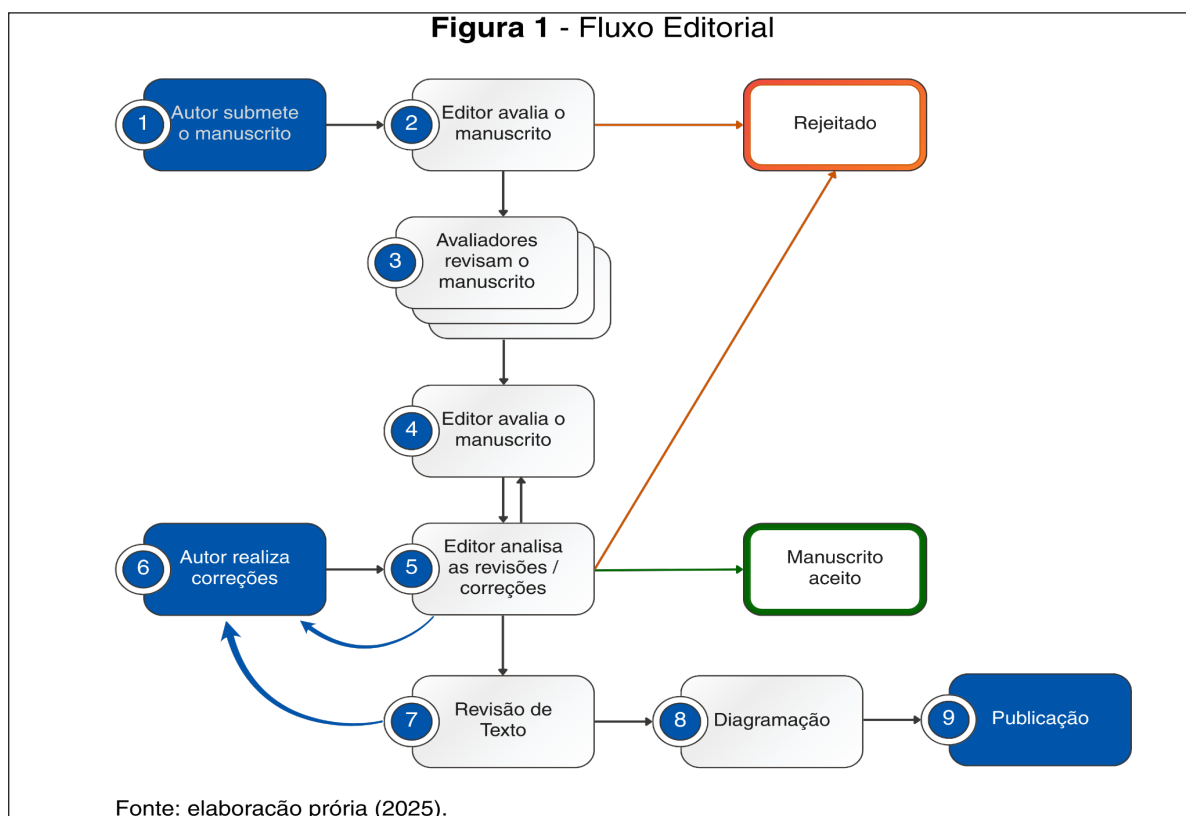 Figura 1 - Fluxo Editorial
1
Autor submete
o manuscrito
2
Editor avalia o
manuscrito
Rejeitado
3
Avaliadores
revisam o
manuscrito
4
Editor avalia o
manuscrito
6
Autor realiza
correções
5
Editor analisa
as revisões /
correções
Manuscrito
aceito
7
Revisão de
Texto
8
Diagramação
9
Publicação
Fonte: elaboração próría (2025).